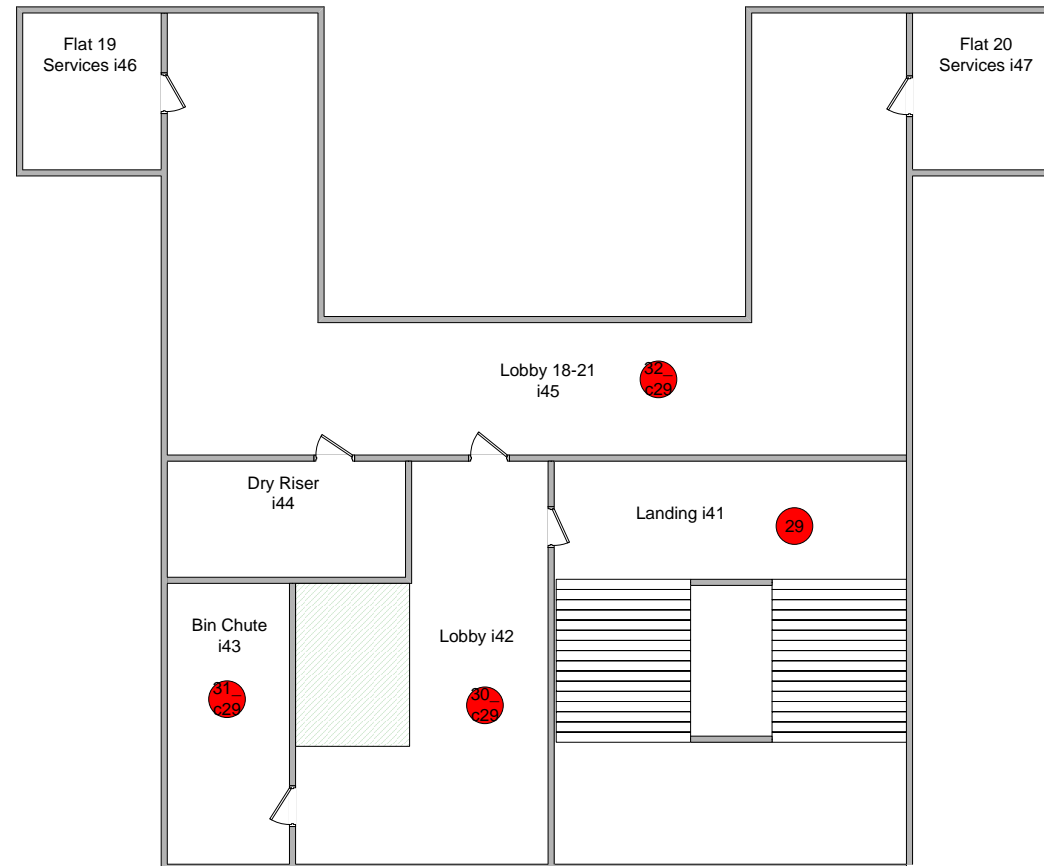 Flat 19
Services i46
Flat 20
Services i47
Lobby 18-21
i45
32_
c29
Dry Riser
i44
Landing i41
29
Bin Chute
i43
Lobby i42
31_
c29
30_
c29